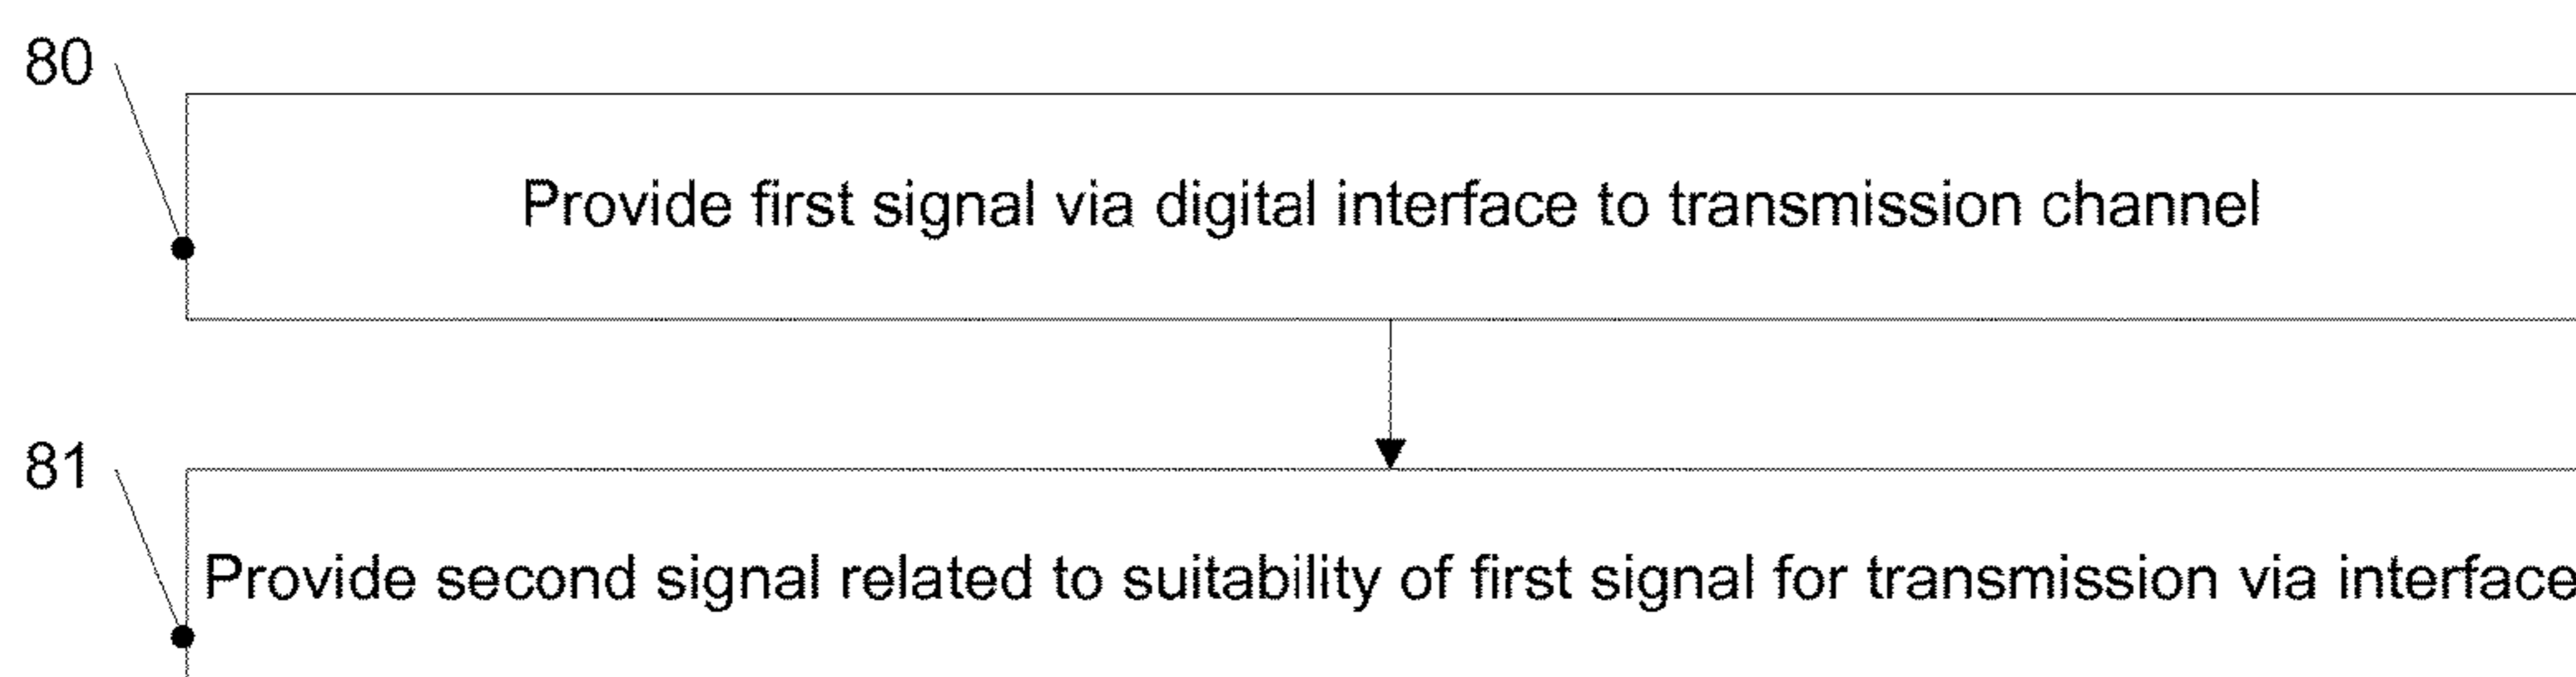 80
Provide first signal via digital interface to transmission channel
81
Provide second signal related to suitability of first signal for transmission via interface